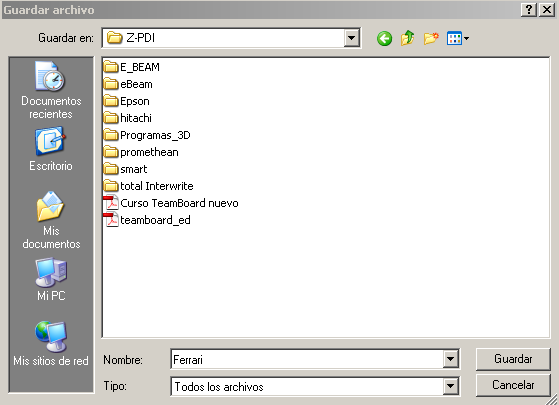 Guardar archivo
Guardar en:
Z-PDI
Documentos
recientes
Escritorio
Mis
documentos
Mi PC
Mis sitios de red
E_BEAM
eBeam
Epson
hitachi
Programas_3D
promethean
smart
total Interwrite
Curso TeamBoard nuevo
teamboard_ed
Nombre:
Ferrari
Guardar
Tipo:
Todos los archivos
Cancelar